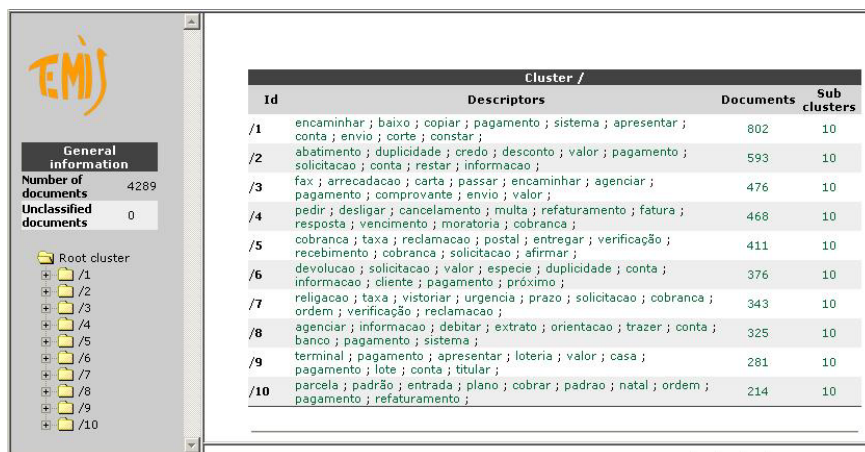 TEMIS
General
information
Number of
documents 4289
Unclassified
documents 0
Root cluster
/1
/2
/3
/4
/5
/6
/7
/8
/9
/10
Cluster /
Id Descriptors Documents Sub clusters
/1 encaminhar ; baixo ; copiar ; pagamento ; sistema ; apresentar ;
conta ; envio ; corte ; constar ; 802 10
/2 abatimento ; duplicidade ; credo ; desconto ; valor ; pagamento ;
solicitacao ; conta ; restar ; informacao ; 593 10
/3 fax ; arrecadacao ; carta ; passar ; encaminhar ; agenciar ;
pagamento ; comprovante ; envio ; valor ; 476 10
/4 pedir ; desligar ; cancelamento ; multa ; refaturamento ; fatura ;
resposta ; vencimento ; moratoria ; cobranca ; 468 10
/5 cobranca ; taxa ; reclamacao ; postal ; entregar ; verificação ;
recebimento ; cobranca ; solicitacao ; afirmar ; 411 10
/6 devolucao ; solicitacao ; valor ; especie ; duplicidade ; conta ;
informacao ; cliente ; pagamento ; próximo ; 376 10
/7 religacao ; taxa ; vistoriar ; urgencia ; prazo ; solicitacao ; cobranca ;
ordem ; verificação ; reclamacao ; 343 10
/8 agenciar ; informacao ; debitar ; extrato ; orientacao ; trazer ; conta ;
banco ; pagamento ; sistema ; 325 10
/9 terminal ; pagamento ; apresentar ; loteria ; valor ; casa ;
pagamento ; lote ; conta ; titular ; 281 10
/10 parcela ; padrão ; entrada ; plano ; cobrar ; padrao ; natal ; ordem ;
pagamento ; refaturamento ; 214 10